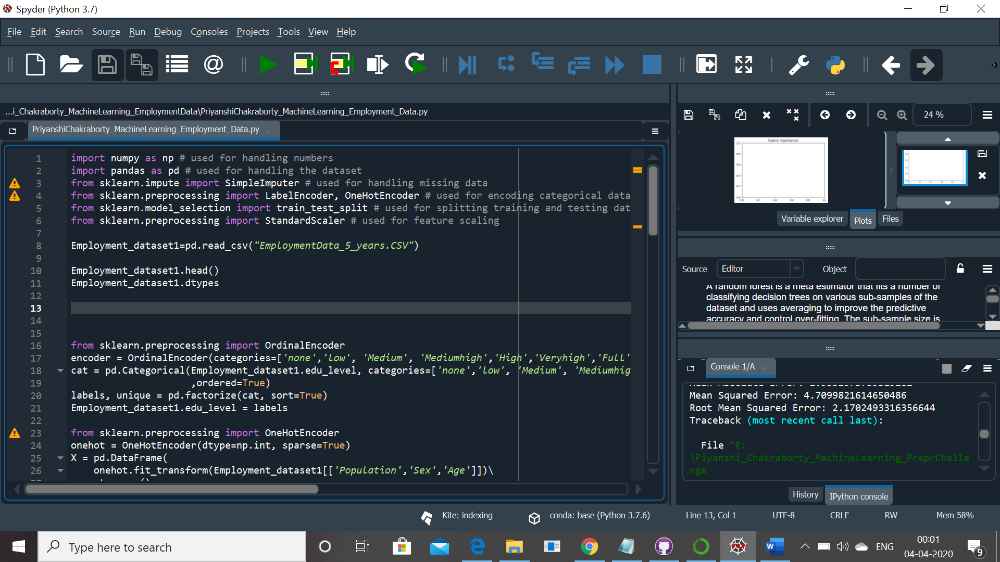 Spyder (Python 3.7)
File Edit Search Source Run Debug Consoles Projects Tools View Help
...i_Chakraborty_MachineLearning_EmploymentData\PriyanshiChakraborty_MachineLearning_Employment_Data.py
PriyanshiChakraborty_MachineLearning_Employment_Data.py
1 import numpy as np # used for handling numbers
2 import pandas as pd # used for handling the dataset
3 from sklearn.impute import SimpleImputer # used for handling missing data
4 from sklearn.preprocessing import LabelEncoder, OneHotEncoder # used for encoding categorical data
5 from sklearn.model_selection import train_test_split # used for splitting training and testing dat
6 from sklearn.preprocessing import StandardScaler # used for feature scaling
7
8 Employment_dataset1=pd.read_csv("EmploymentData_5_years.CSV")
9
10 Employment_dataset1.head()
11 Employment_dataset1.dtypes
12
13
14
15
16 from sklearn.preprocessing import OrdinalEncoder
17 encoder = OrdinalEncoder(categories=['none','low', 'Medium', 'Mediumhigh','High','Veryhigh','Full'
18 cat = pd.Categorical(Employment_dataset1.edu_level, categories=['none','low', 'Medium', 'Mediumhig
19 ,ordered=True)
20 labels, unique = pd.factorize(cat, sort=True)
21 Employment_dataset1.edu_level = labels
22
23 from sklearn.preprocessing import OneHotEncoder
24 onehot = OneHotEncoder(dtype=np.int, sparse=True)
25 X = pd.DataFrame(
26 onehot.fit_transform(Employment_dataset1[['Population','Sex','Age']])\
24 %
Feature importances
Variable explorer Plots Files
Source Editor Object
A random forest is a meta estimator that fits a number of
classifying decision trees on various sub-samples of the
dataset and uses averaging to improve the predictive
accuracy and control over-fitting. The sub-sample size is
Console 1/A
Mean Squared Error: 4.7099821614650486
Root Mean Squared Error: 2.1702493316356644
Traceback (most recent call last):
File "E:
\Piyanshi_Chakraborty_MachineLearning_PreprChalle
nge
History IPython console
Kite: indexing conda: base (Python 3.7.6) Line 13, Col 1 UTF-8 CRLF RW Mem 58%
Type here to search
ENG
00:01
04-04-2020
9